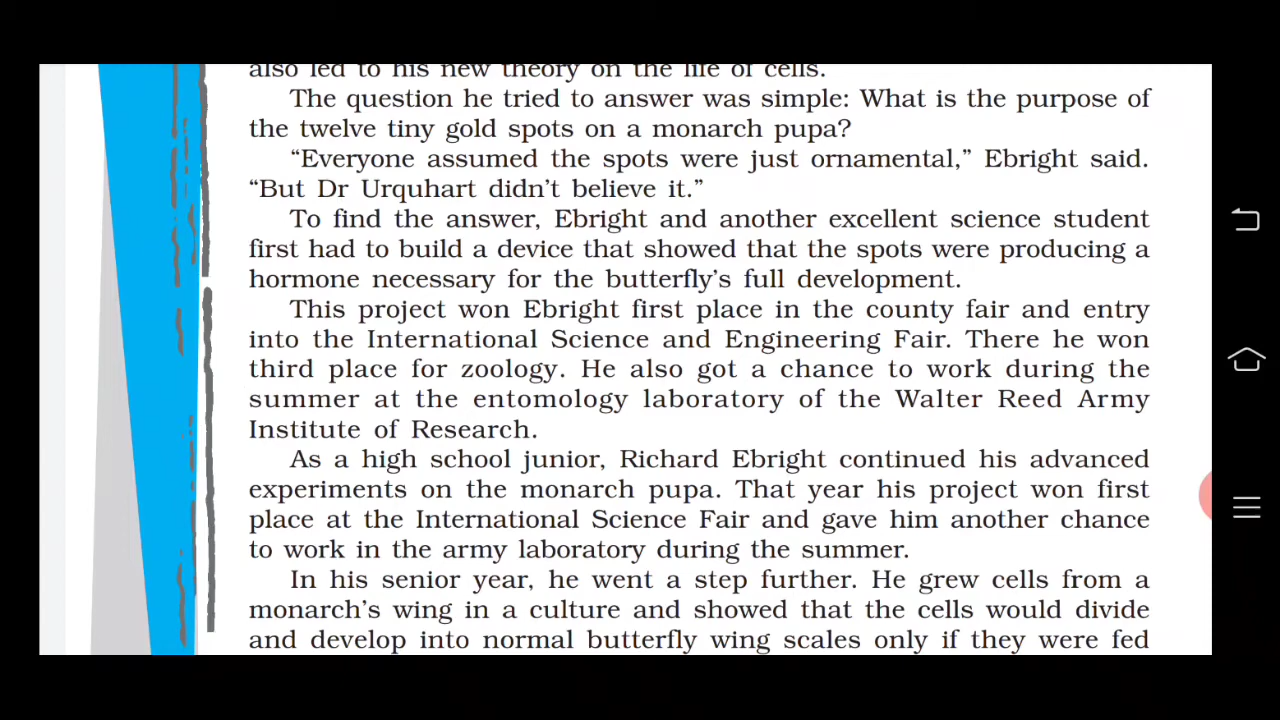 also led to his new theory on the life of cells.
The question he tried to answer was simple: What is the purpose of
the twelve tiny gold spots on a monarch pupa?
“Everyone assumed the spots were just ornamental,” Ebright said.
“But Dr Urquhart didn’t believe it.”
To find the answer, Ebright and another excellent science student
first had to build a device that showed that the spots were producing a
hormone necessary for the butterfly’s full development.
This project won Ebright first place in the county fair and entry
into the International Science and Engineering Fair. There he won
third place for zoology. He also got a chance to work during the
summer at the entomology laboratory of the Walter Reed Army
Institute of Research.
As a high school junior, Richard Ebright continued his advanced
experiments on the monarch pupa. That year his project won first
place at the International Science Fair and gave him another chance
to work in the army laboratory during the summer.
In his senior year, he went a step further. He grew cells from a
monarch’s wing in a culture and showed that the cells would divide
and develop into normal butterfly wing scales only if they were fed